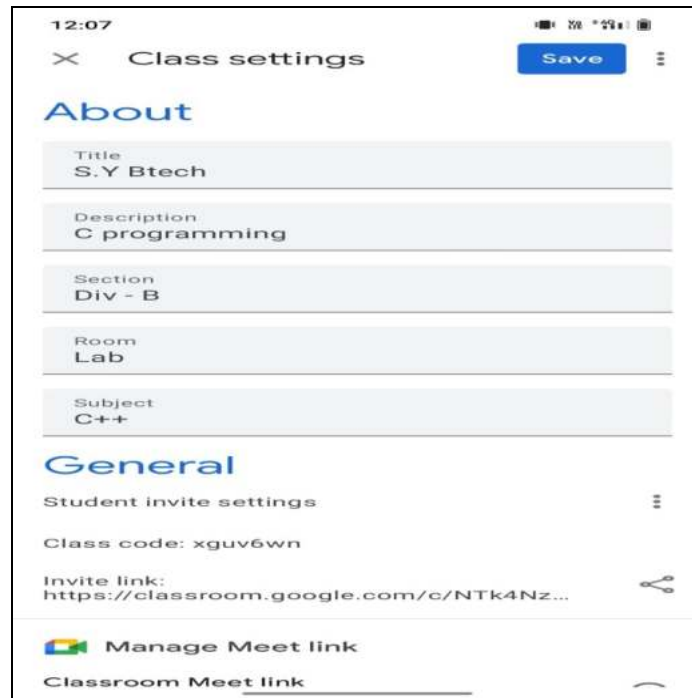 12:07
Class settings
Save
About
Title
S.Y Btech
Description
C programming
Section
Div - B
Room
Lab
Subject
C++
General
Student invite settings
Class code: xguv6wn
Invite link:
https://classroom.google.com/c/NTk4Nz...
Manage Meet link
Classroom Meet link